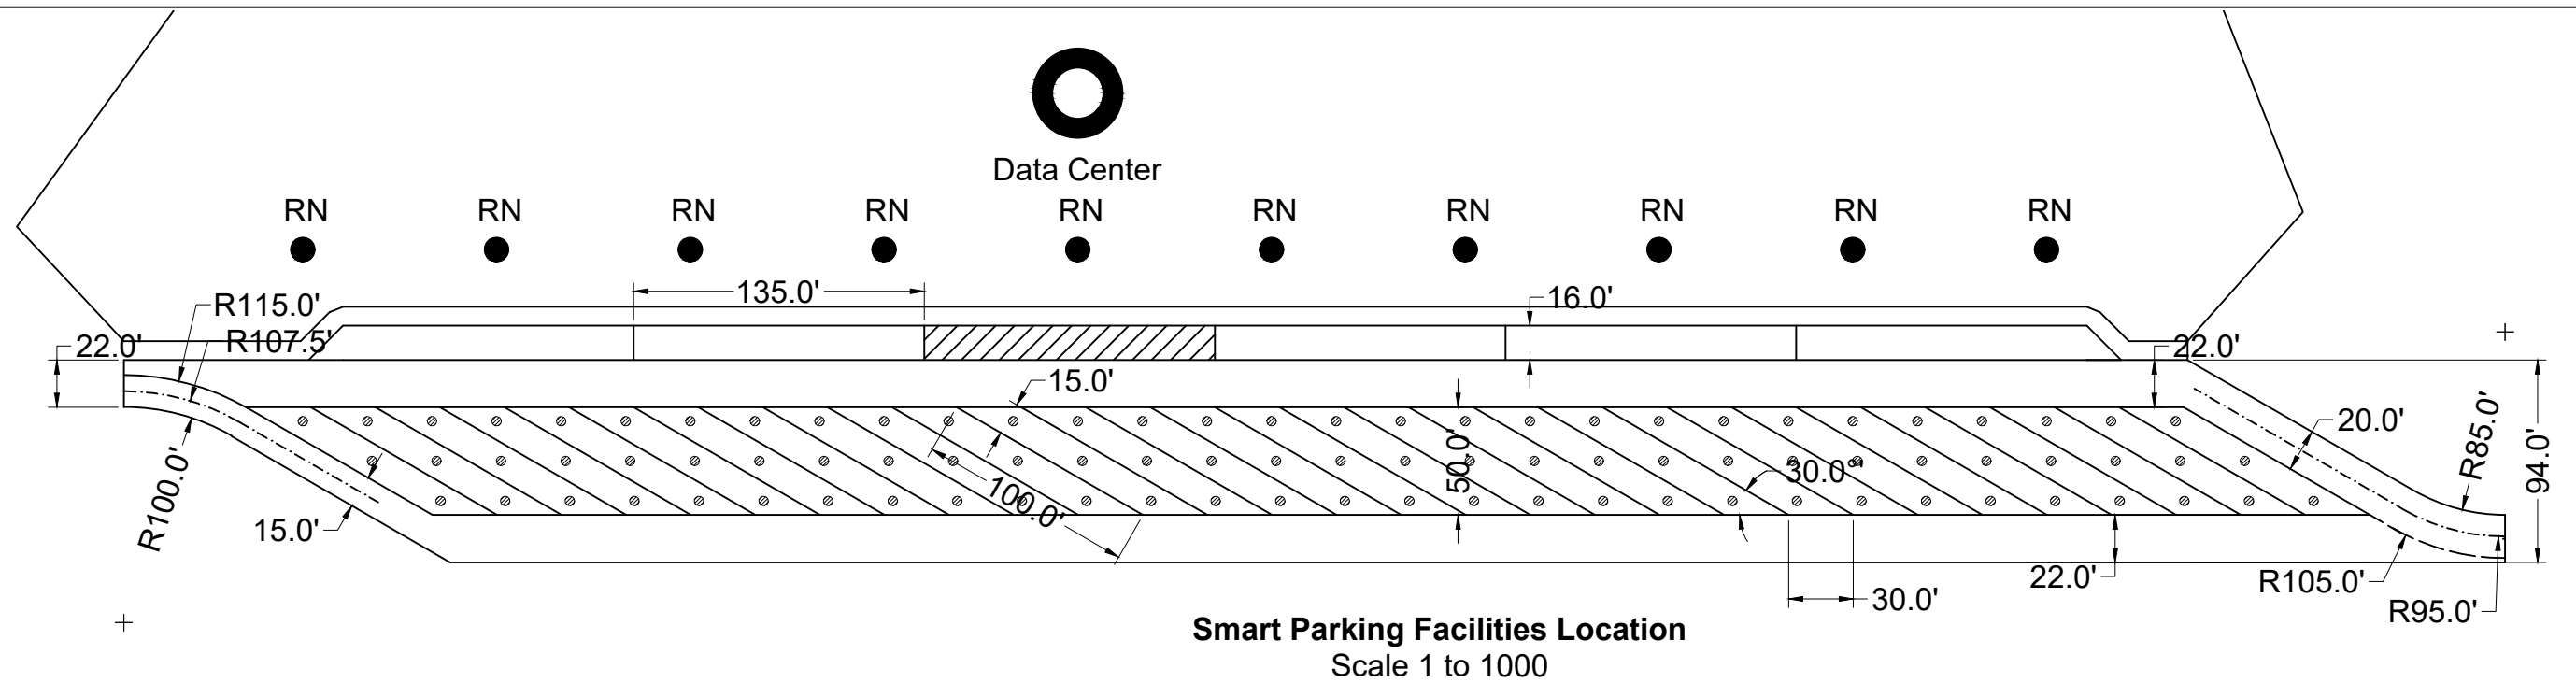 Data Center
RN RN RN RN RN RN RN RN RN RN
135.0'
16.0'
R115.0'
R107.5'
22.0'
22.0'
15.0'
20.0'
R85.0'
94.0'
50.0'
30.0°
R100.0'
100.0'
15.0'
22.0'
R105.0'
30.0'
R95.0'
Smart Parking Facilities Location
Scale 1 to 1000